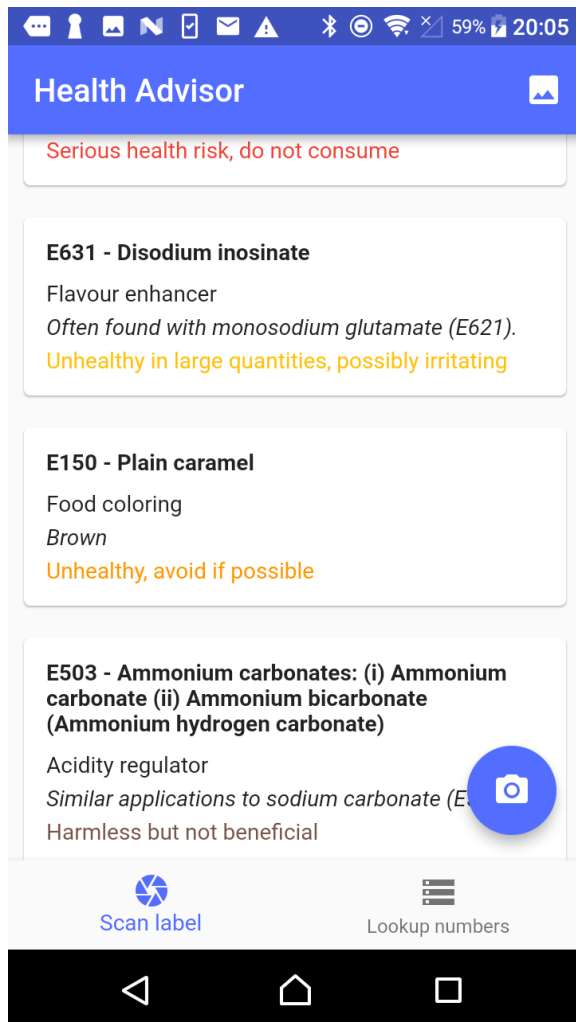 59% 20:05
Health Advisor
Serious health risk, do not consume
E631 - Disodium inosinate
Flavour enhancer
Often found with monosodium glutamate (E621).
Unhealthy in large quantities, possibly irritating
E150 - Plain caramel
Food coloring
Brown
Unhealthy, avoid if possible
E503 - Ammonium carbonates: (i) Ammonium
carbonate (ii) Ammonium bicarbonate
(Ammonium hydrogen carbonate)
Acidity regulator
Similar applications to sodium carbonate
Harmless but not beneficial
Scan label
Lookup numbers